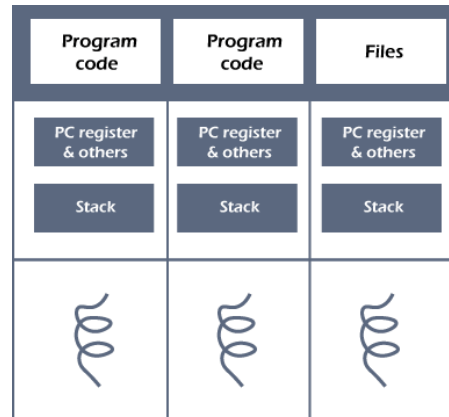 Program
code
Program
code
Files
PC register
& others
PC register
& others
PC register
& others
Stack
Stack
Stack